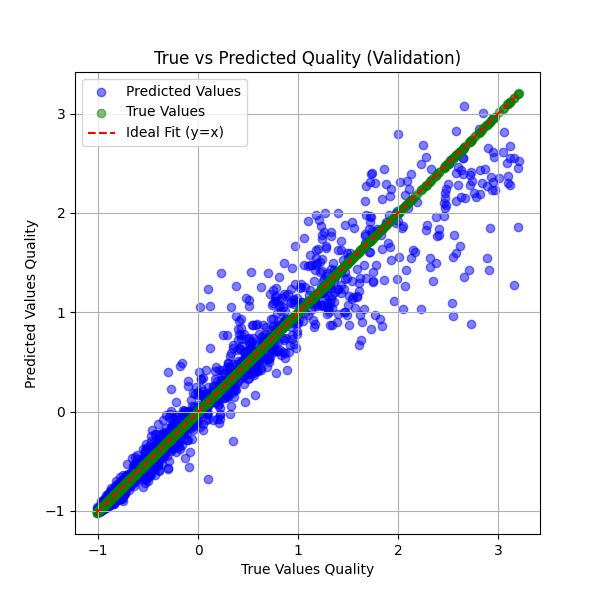 True vs Predicted Quality (Validation)
Predicted Values
True Values
Ideal Fit (y=x)
3
2
1
0
−1
Predicted Values Quality
−1 0 1 2 3
True Values Quality